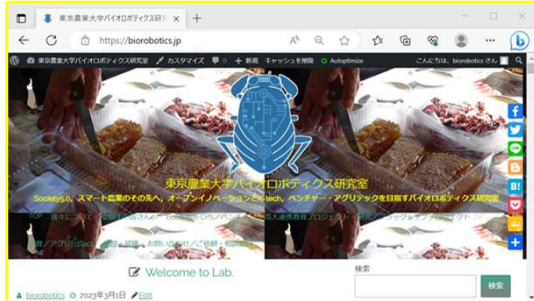 東京農業大学バイオロボティクス研究
https://biorobotics.jp
東京農業大学バイオロボティクス研究室 カスタマイズ 0 + 新規 キャッシュを削除 Autoptimize こんにちは、biorobotics さん
東京農業大学バイオロボティクス研究室
Society5.0，スマート農業のその先へ，オープンイノベーションとEdtech，ベンチャー・アグリテックを目指すバイオロボティクス研究室
TOP
Welcome to Lab.
検索
検索
biorobotics 2023年3月1日 Edit